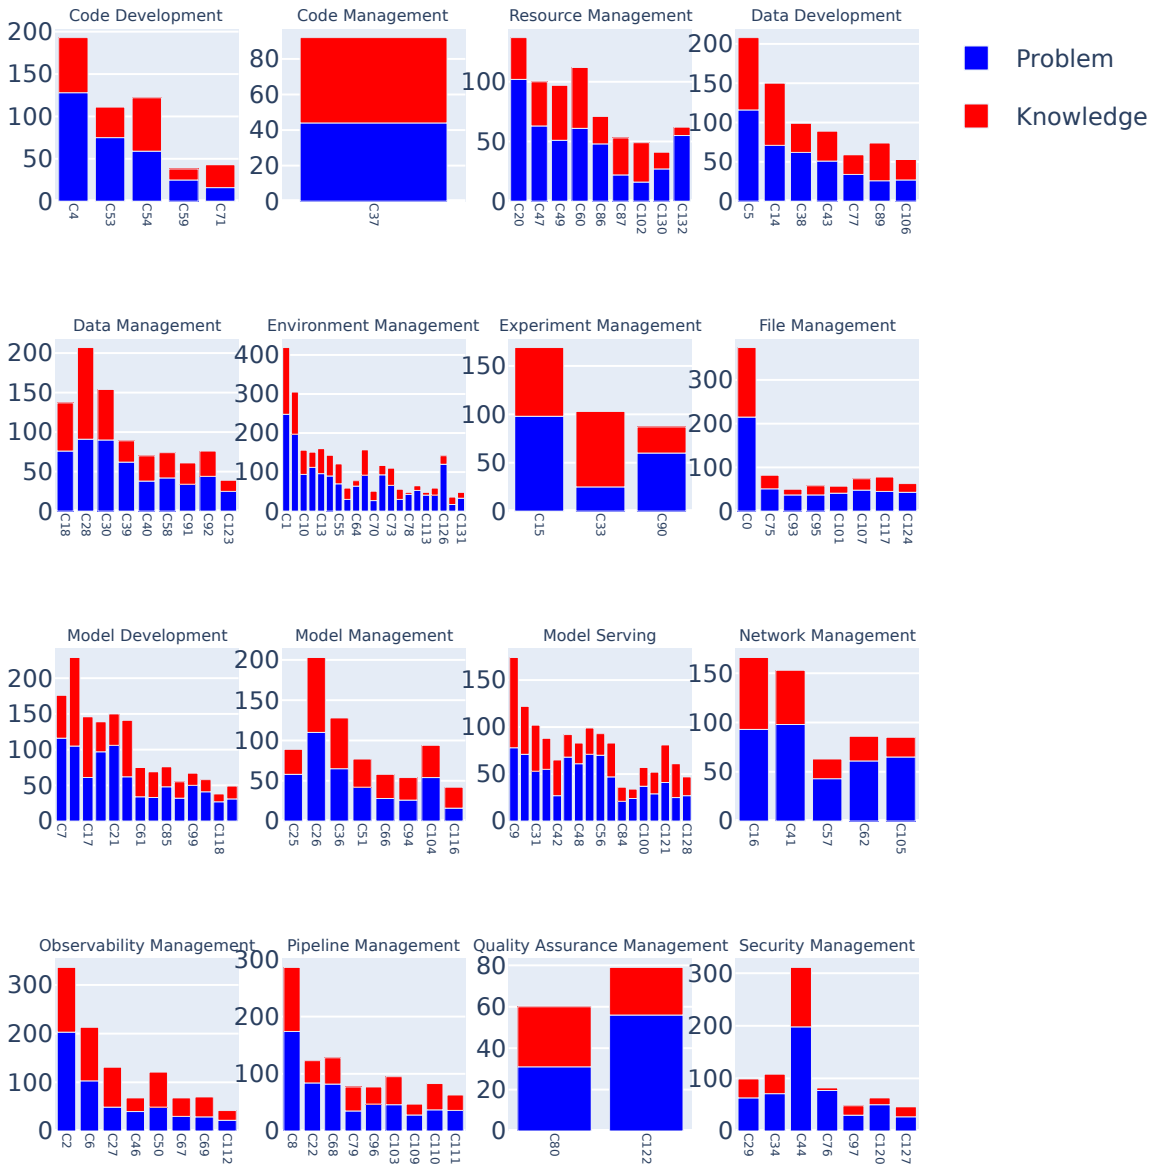 Code Development
200
150
100
50
0
C4
C53
C54
C59
C71
Code Management
80
60
40
20
0
C37
Resource Management
100
50
0
C20
C47
C49
C60
C86
C87
C102
C130
C132
Data Development
200
150
100
50
0
C5
C14
C38
C43
C77
C89
C106
Problem
Knowledge
Data Management
200
150
100
50
0
C18
C28
C30
C39
C40
C58
C91
C92
C123
Environment Management
400
300
200
100
0
C1
C10
C13
C55
C64
C70
C73
C78
C113
C126
C131
Experiment Management
150
100
50
0
C15
C33
C90
File Management
300
200
100
0
C0
C75
C93
C95
C101
C107
C117
C124
Model Development
200
150
100
50
0
C7
C17
C21
C61
C85
C99
C118
Model Management
200
150
100
50
0
C25
C26
C36
C51
C66
C94
C104
C116
Model Serving
150
100
50
0
C9
C31
C42
C48
C56
C84
C100
C121
C128
Network Management
150
100
50
0
C16
C41
C57
C62
C105
Observability Management
300
200
100
0
C2
C6
C27
C46
C50
C67
C69
C112
Pipeline Management
300
200
100
0
C8
C22
C68
C79
C96
C103
C109
C110
C111
Quality Assurance Management
80
60
40
20
0
C80
C122
Security Management
300
200
100
0
C29
C34
C44
C76
C97
C120
C127